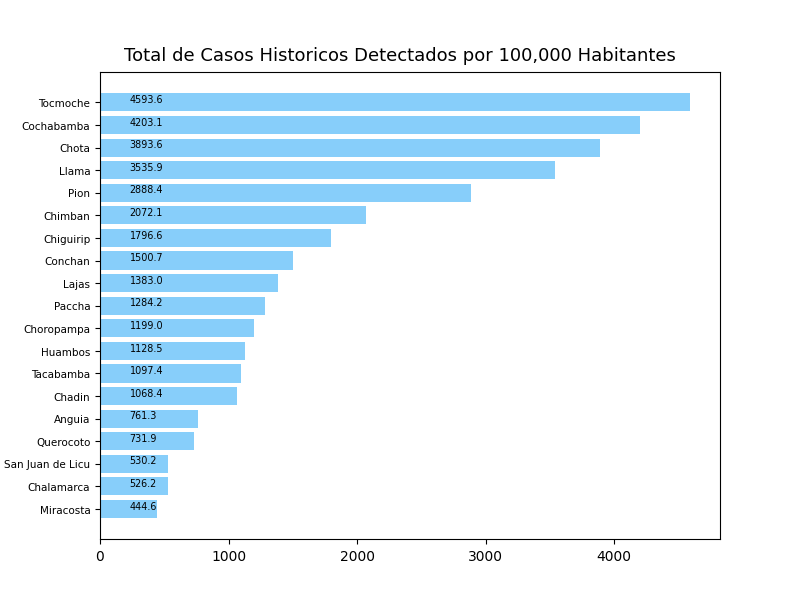 Total de Casos Historicos Detectados por 100,000 Habitantes
Tocmoche 4593.6
Cochabamba 4203.1
Chota 3893.6
Llama 3535.9
Pion 2888.4
Chimban 2072.1
Chiguirip 1796.6
Conchan 1500.7
Lajas 1383.0
Paccha 1284.2
Choropampa 1199.0
Huambos 1128.5
Tacabamba 1097.4
Chadin 1068.4
Anguia 761.3
Querocoto 731.9
San Juan de Licu 530.2
Chalamarca 526.2
Miracosta 444.6
0 1000 2000 3000 4000